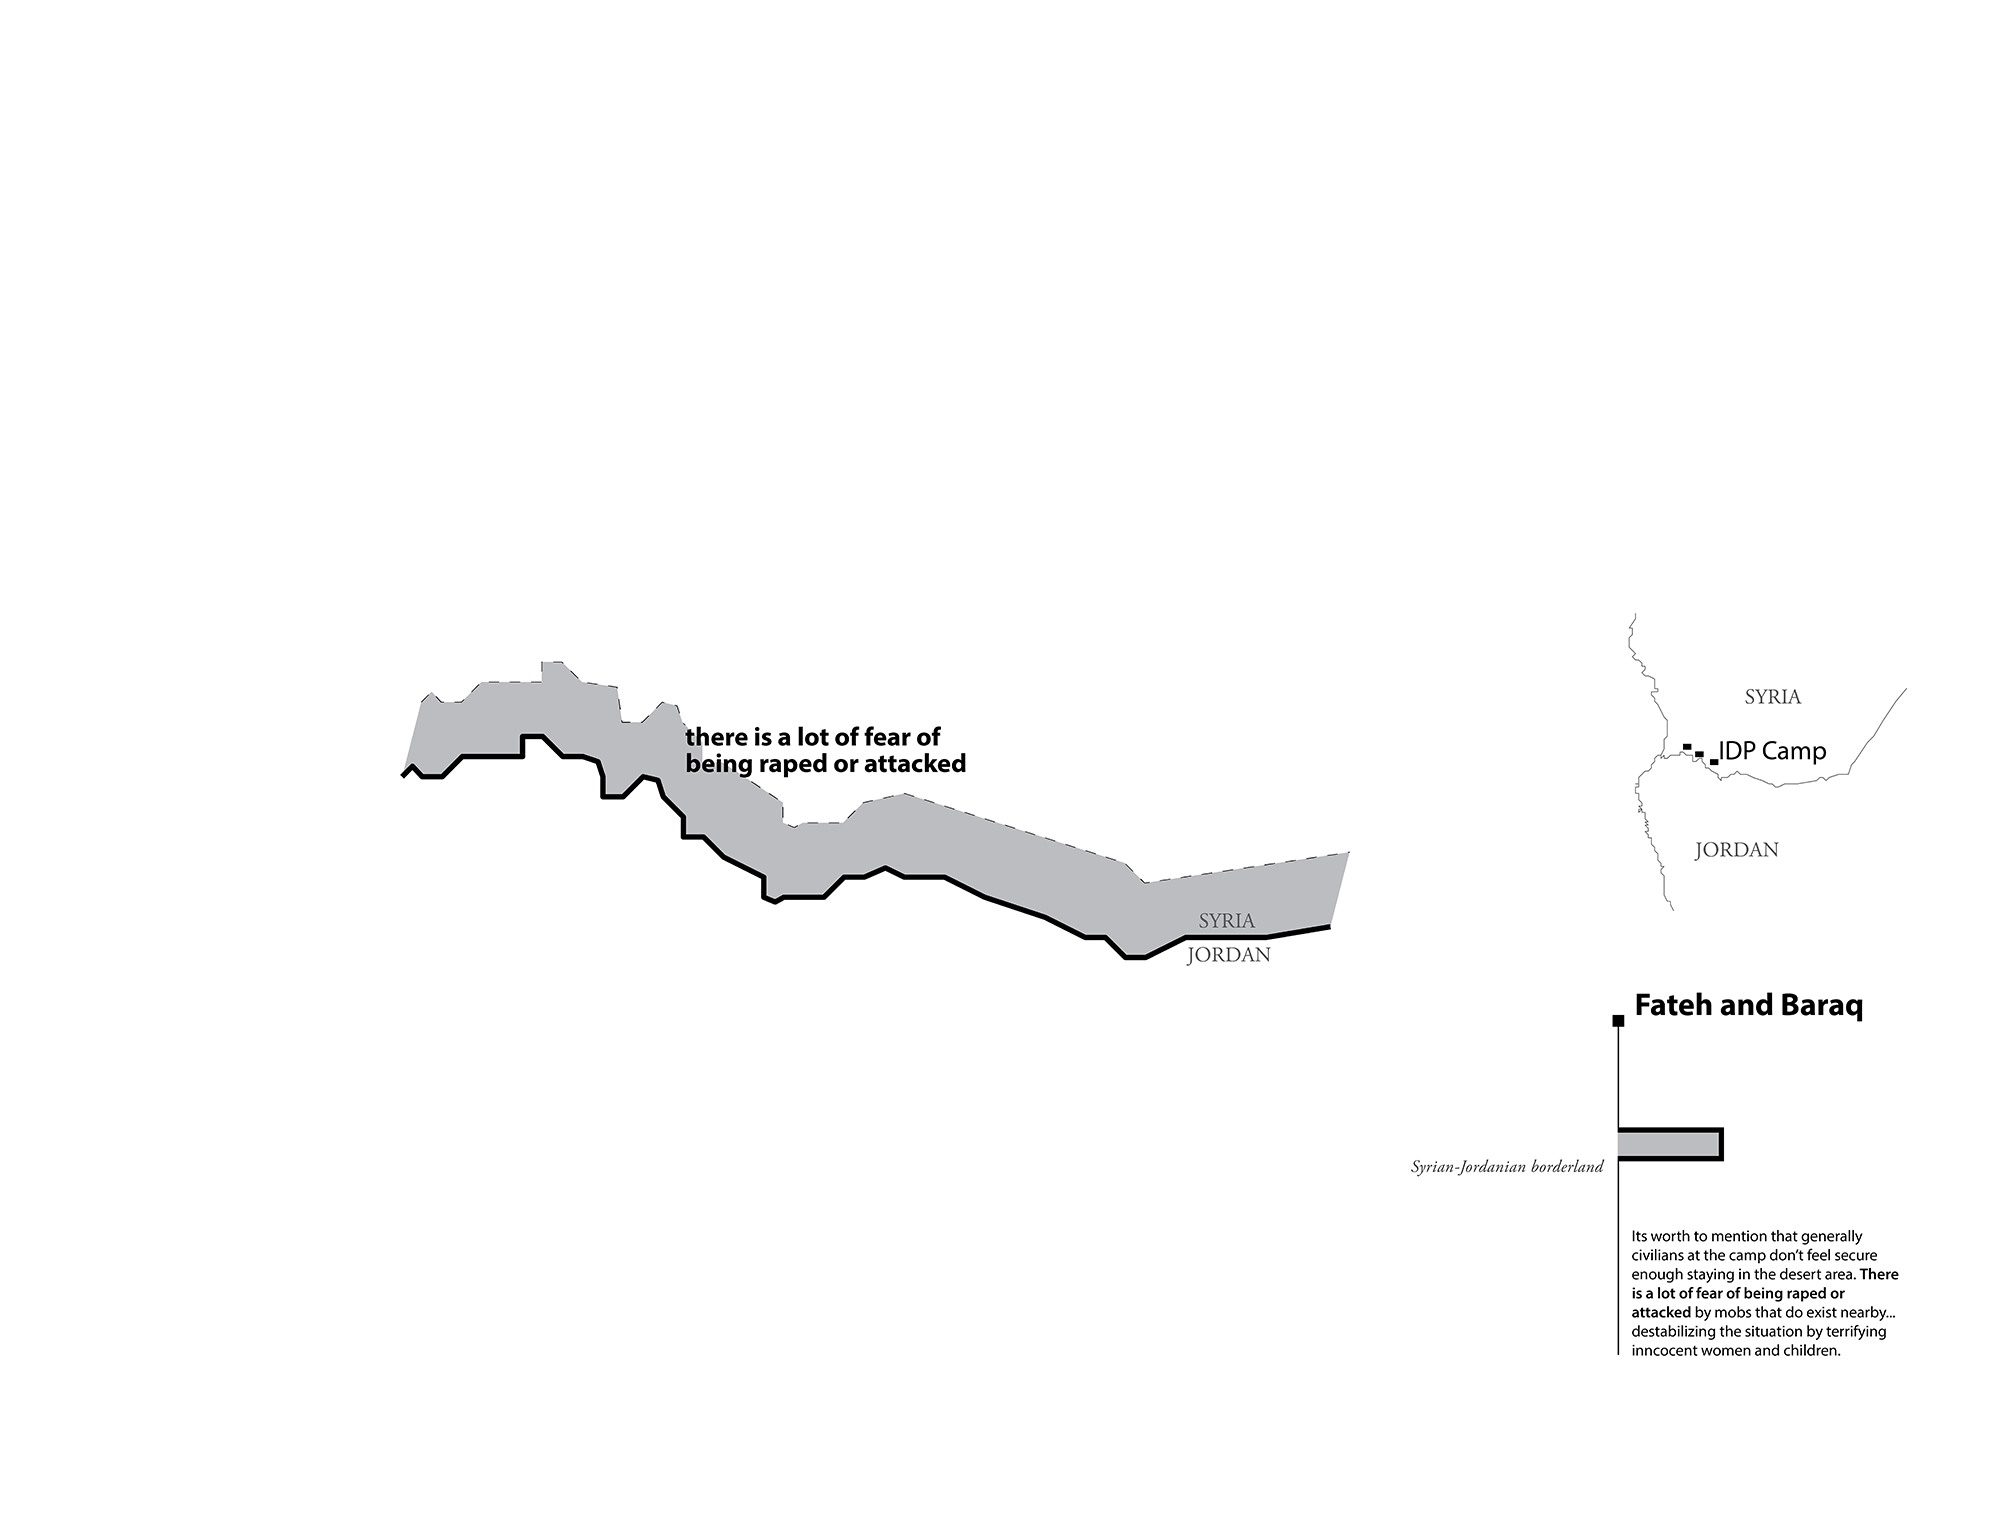 there is a lot of fear of
being raped or attacked
SYRIA
JORDAN
SYRIA
IDP Camp
JORDAN
Fateh and Baraq
Syrian-Jordanian borderland
Its worth to mention that generally
civilians at the camp don't feel secure
enough staying in the desert area. There
is a lot of fear of being raped or
attacked by mobs that do exist nearby...
destabilizing the situation by terrifying
inncocent women and children.